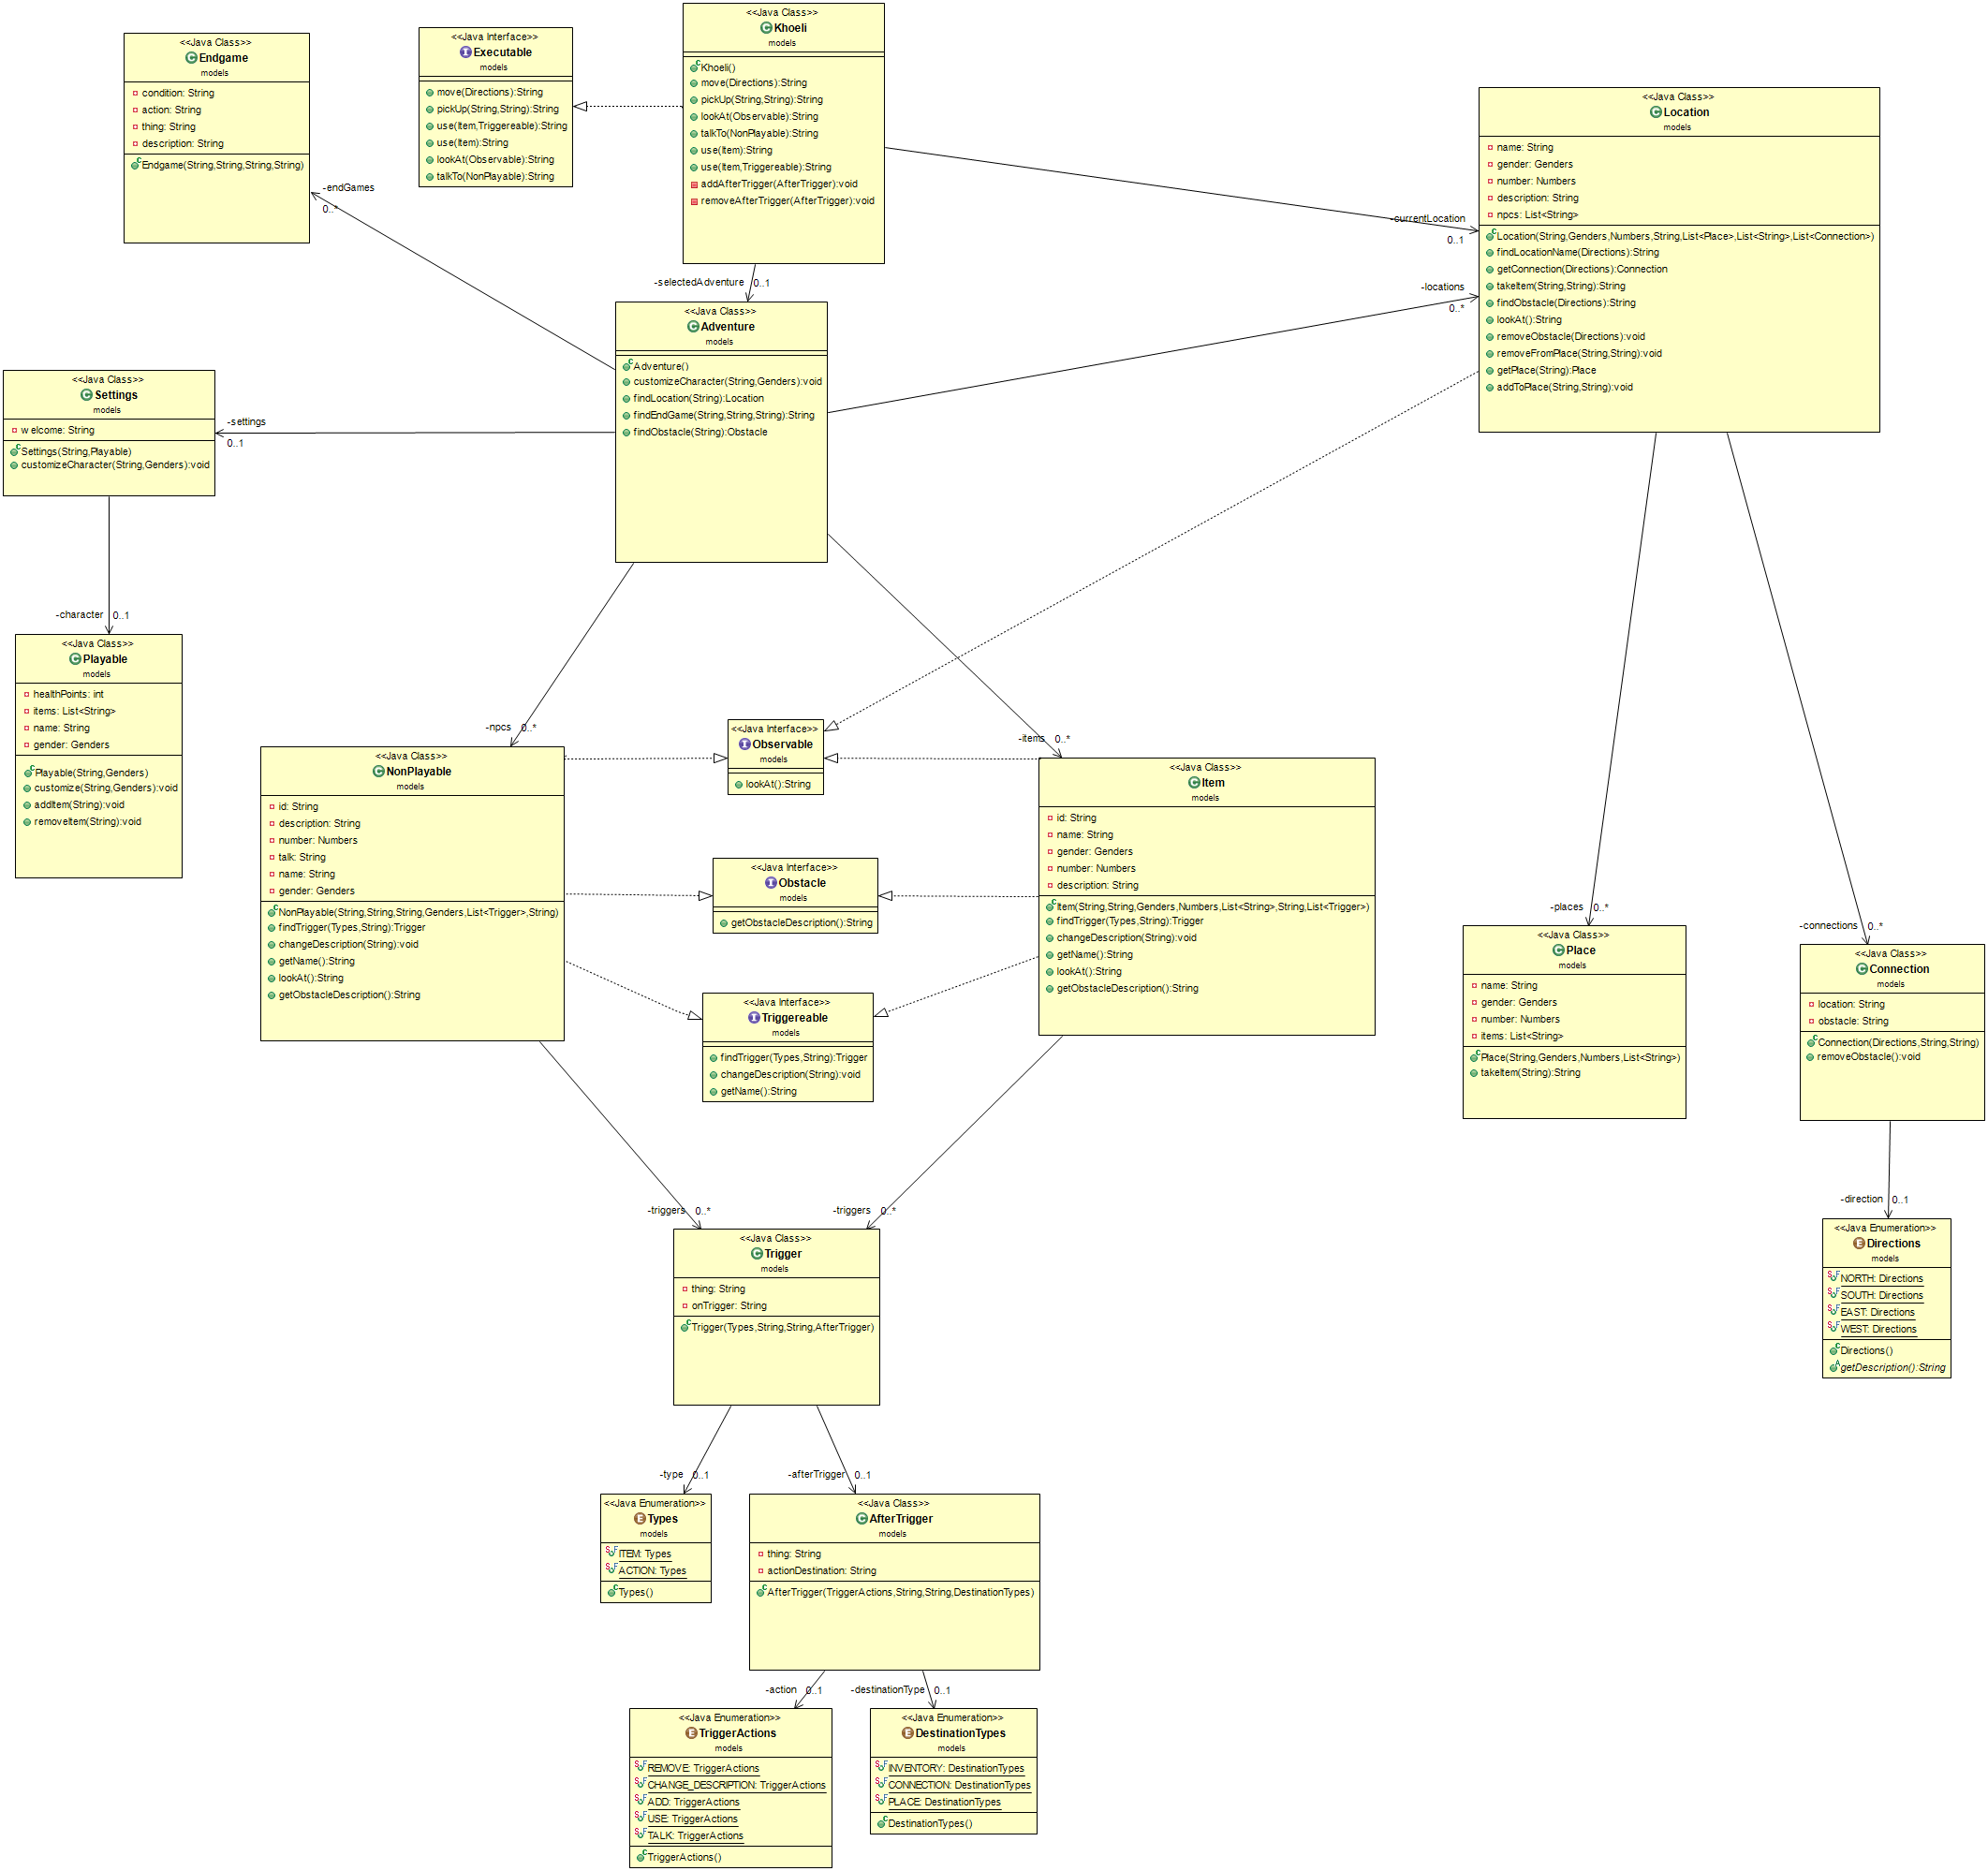 <<Java Class>>
Endgame
models
condition: String
action: String
thing: String
description: String
Endgame(String,String,String,String)
<<Java Interface>>
Executable
models
move(Directions):String
pickUp(String,String):String
use(Item,Triggereable):String
use(Item):String
lookAt(Observable):String
talkTo(NonPlayable):String
<<Java Class>>
Khoeli
models
Khoeli()
move(Directions):String
pickUp(String,String):String
lookAt(Observable):String
talkTo(NonPlayable):String
use(Item):String
use(Item,Triggereable):String
addAfterTrigger(AfterTrigger):void
removeAfterTrigger(AfterTrigger):void
<<Java Class>>
Location
models
name: String
gender: Genders
number: Numbers
description: String
npcs: List<String>
Location(String,Genders,Numbers,String,List<Place>,List<String>,List<Connection>)
findLocationName(Directions):String
getConnection(Directions):Connection
takeItem(String,String):String
findObstacle(Directions):String
lookAt():String
removeObstacle(Directions):void
removeFromPlace(String,String):void
getPlace(String):Place
addToPlace(String,String):void
-endGames
0..*
-currentLocation
0..1
-selectedAdventure
0..1
-locations
0..*
<<Java Class>>
Adventure
models
Adventure()
customizeCharacter(String,Genders):void
findLocation(String):Location
findEndGame(String,String,String):String
findObstacle(String):Obstacle
<<Java Class>>
Settings
models
welcome: String
Settings(String,Playable)
customizeCharacter(String,Genders):void
-settings
0..1
-character
0..1
<<Java Class>>
Playable
models
healthPoints: int
items: List<String>
name: String
gender: Genders
Playable(String,Genders)
customize(String,Genders):void
addItem(String):void
removeItem(String):void
-npcs
0..*
-items
0..*
<<Java Class>>
NonPlayable
models
id: String
description: String
number: Numbers
talk: String
name: String
gender: Genders
NonPlayable(String,String,String,Genders,List<Trigger>,String)
findTrigger(Types,String):Trigger
changeDescription(String):void
getName():String
lookAt():String
getObstacleDescription():String
<<Java Interface>>
Observable
models
lookAt():String
<<Java Interface>>
Obstacle
models
getObstacleDescription():String
<<Java Interface>>
Triggereable
models
findTrigger(Types,String):Trigger
changeDescription(String):void
getName():String
<<Java Class>>
Item
models
id: String
name: String
gender: Genders
number: Numbers
description: String
Item(String,String,Genders,Numbers,List<String>,String,List<Trigger>)
findTrigger(Types,String):Trigger
changeDescription(String):void
getName():String
lookAt():String
getObstacleDescription():String
-places
0..*
-connections
0..*
<<Java Class>>
Place
models
name: String
gender: Genders
number: Numbers
items: List<String>
Place(String,Genders,Numbers,List<String>)
takeItem(String):String
<<Java Class>>
Connection
models
location: String
obstacle: String
Connection(Directions,String,String)
removeObstacle():void
-direction
0..1
<<Java Enumeration>>
Directions
models
NORTH: Directions
SOUTH: Directions
EAST: Directions
WEST: Directions
Directions()
getDescription():String
-triggers
0..*
-triggers
0..*
<<Java Class>>
Trigger
models
thing: String
onTrigger: String
Trigger(Types,String,String,AfterTrigger)
-type
0..1
-afterTrigger
0..1
<<Java Enumeration>>
Types
models
ITEM: Types
ACTION: Types
Types()
<<Java Class>>
AfterTrigger
models
thing: String
actionDestination: String
AfterTrigger(TriggerActions,String,String,DestinationTypes)
-action
0..1
-destinationType
0..1
<<Java Enumeration>>
TriggerActions
models
REMOVE: TriggerActions
CHANGE_DESCRIPTION: TriggerActions
ADD: TriggerActions
USE: TriggerActions
TALK: TriggerActions
TriggerActions()
<<Java Enumeration>>
DestinationTypes
models
INVENTORY: DestinationTypes
CONNECTION: DestinationTypes
PLACE: DestinationTypes
DestinationTypes()